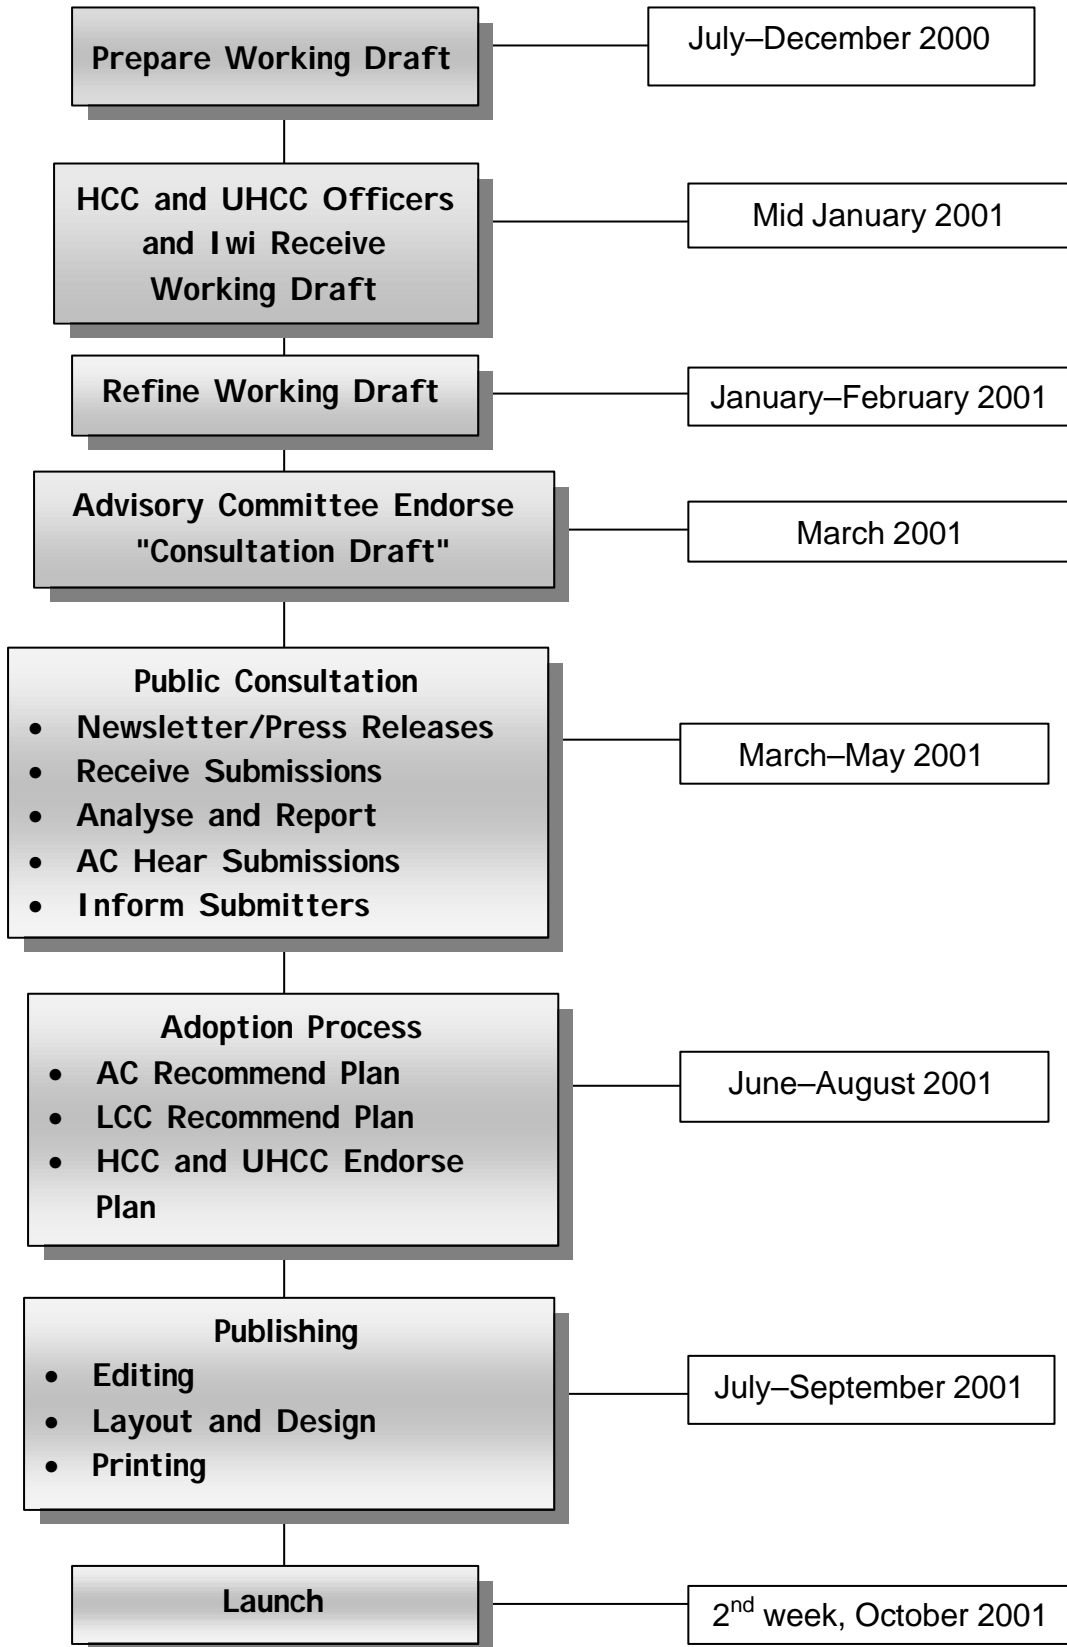 Prepare Working Draft
July–December 2000
HCC and UHCC Officers
and Iwi Receive
Working Draft
Mid January 2001
Refine Working Draft
January–February 2001
Advisory Committee Endorse
"Consultation Draft"
March 2001
Public Consultation
• Newsletter/Press Releases
• Receive Submissions
• Analyse and Report
• AC Hear Submissions
• Inform Submitters
March–May 2001
Adoption Process
• AC Recommend Plan
• LCC Recommend Plan
• HCC and UHCC Endorse
Plan
June–August 2001
Publishing
• Editing
• Layout and Design
• Printing
July–September 2001
Launch
2nd week, October 2001